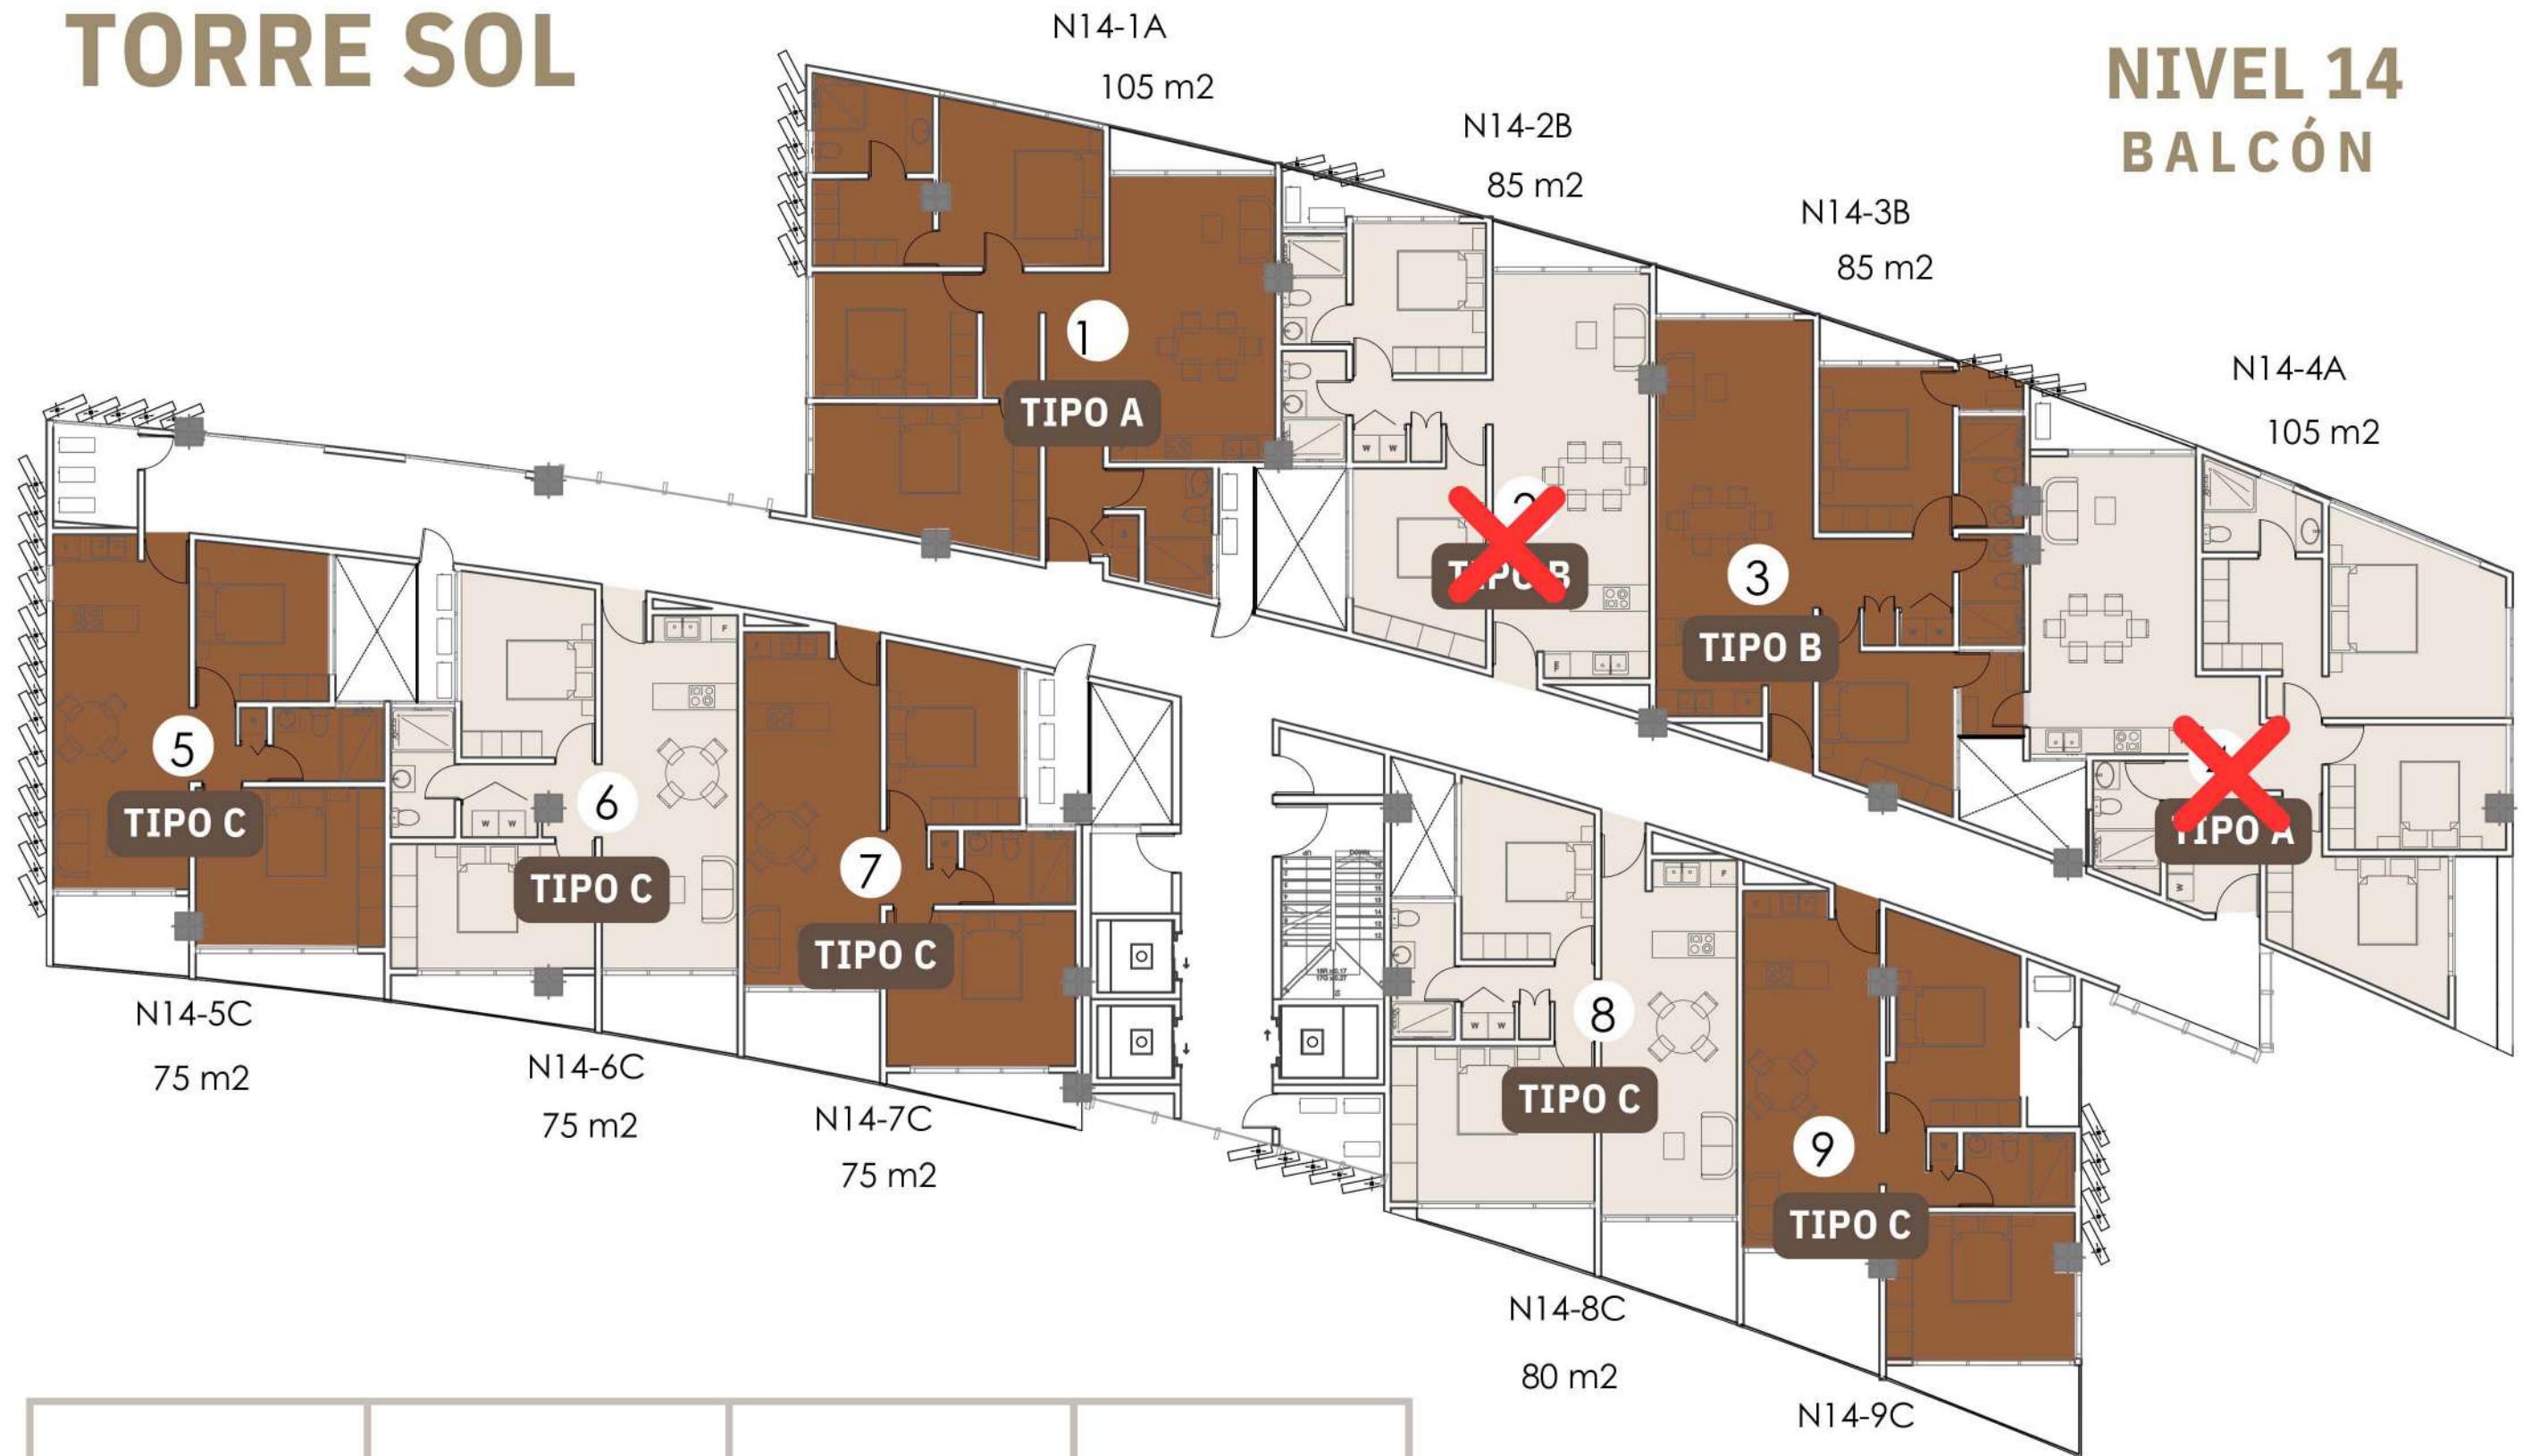 TORRE SOL
NIVEL 14
BALCÓN
N14-1A
105 m2
N14-2B
85 m2
N14-3B
85 m2
N14-4A
105 m2
1
TIPO A
TIPO B
3
TIPO B
TIPO A
5
TIPO C
6
TIPO C
7
TIPO C
8
TIPO C
9
TIPO C
N14-5C
75 m2
N14-6C
75 m2
N14-7C
75 m2
N14-8C
80 m2
N14-9C